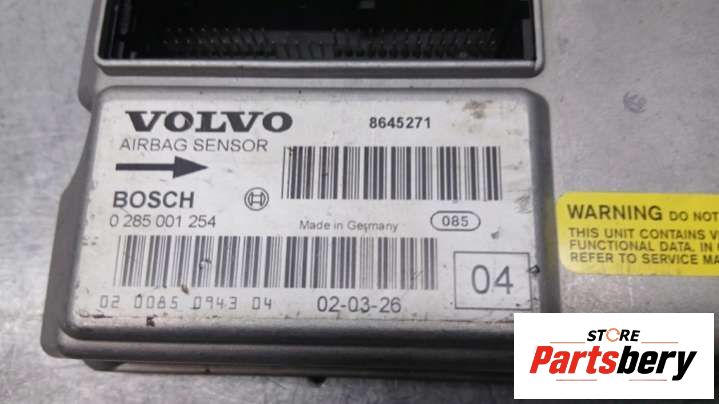 VOLVO
8645271
AIRBAG SENSOR
BOSCH
0 285 001 254
Made in Germany
085
02 0085 0943 04
02-03-26
04
WARNING DO NOT
THIS UNIT CONTAINS
FUNCTIONAL DATA. IN
REFER TO SERVICE
STORE
Partsbery